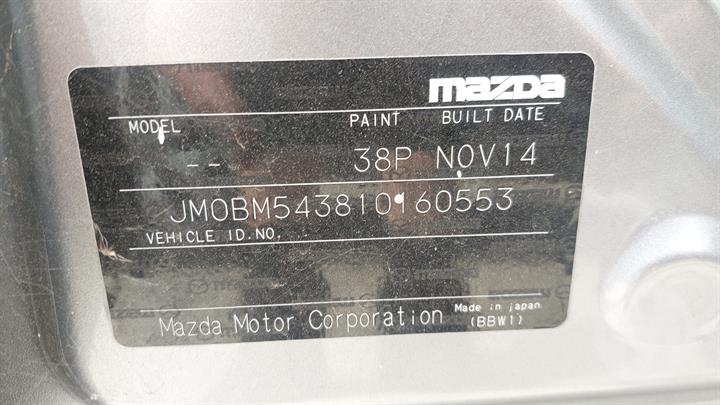 mazda
MODEL PAINT BUILT DATE
-- 38P NOV14
JM0BM543810160553
VEHICLE ID.NO.
Mazda Motor Corporation Made in japan
(BBW1)